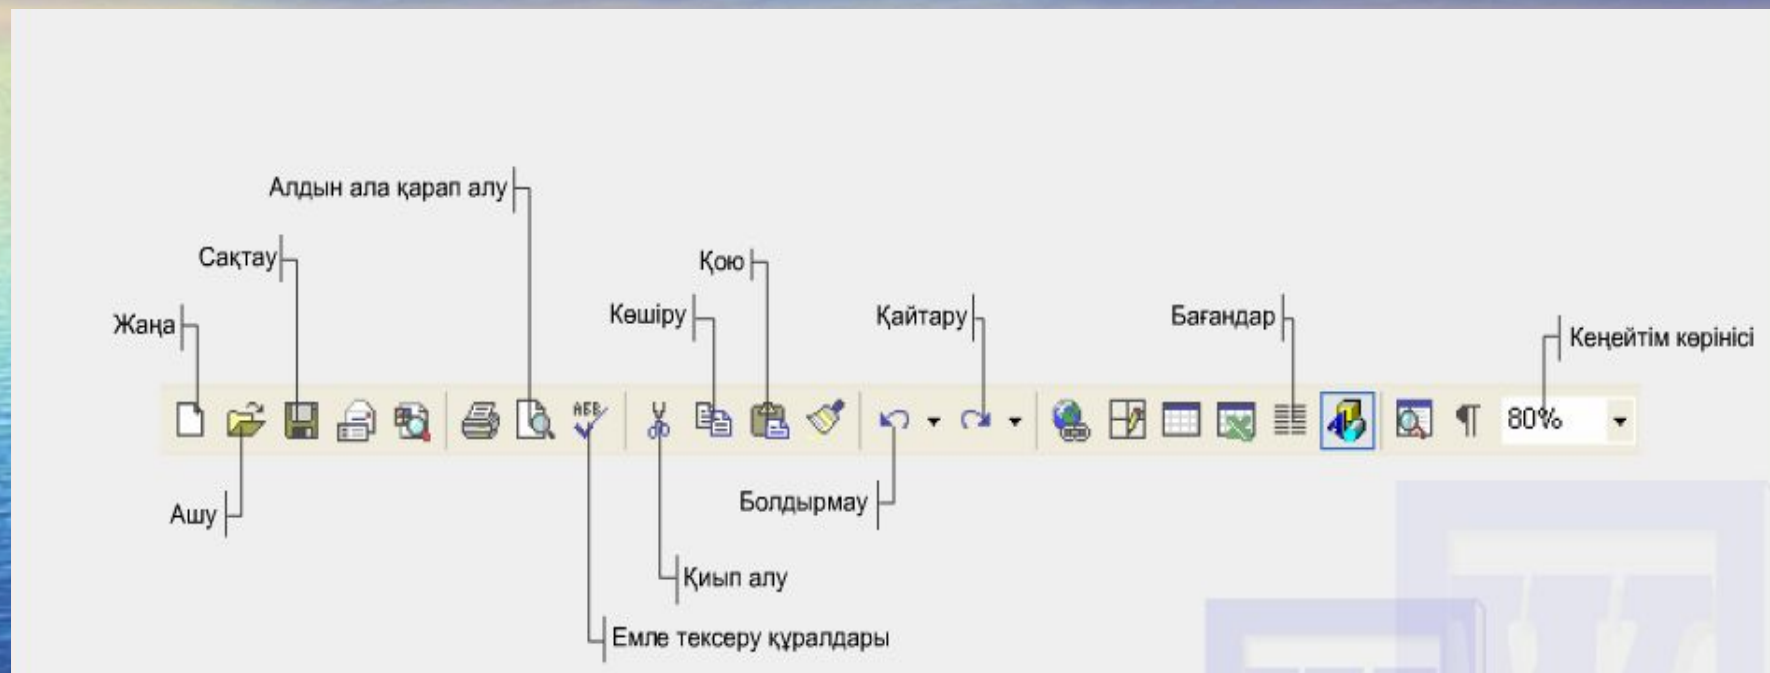 Алдын ала қарап алу
Сақтау
Қою
Жаңа
Көшіру
Қайтару
Бағандар
Кеңейтім көрінісі
АБВ
80%
Ашу
Болдырмау
Қиып алу
Емле тексеру құралдары